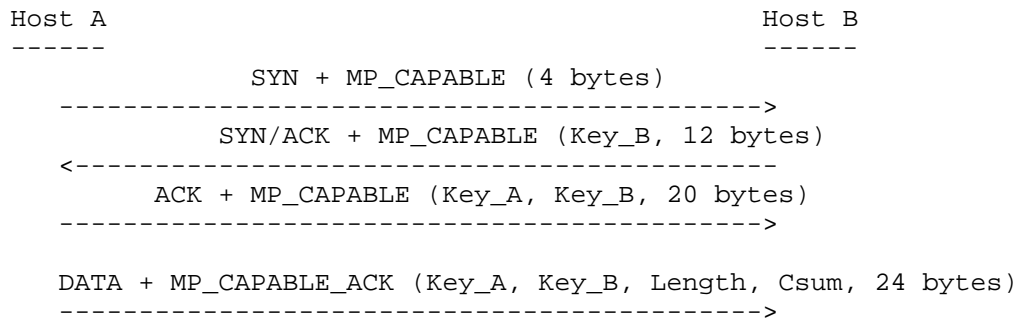 Host A Host B
------ ------
SYN + MP_CAPABLE (4 bytes)
-------------------------------------------->
SYN/ACK + MP_CAPABLE (Key_B, 12 bytes)
<--------------------------------------------
ACK + MP_CAPABLE (Key_A, Key_B, 20 bytes)
-------------------------------------------->
DATA + MP_CAPABLE_ACK (Key_A, Key_B, Length, Csum, 24 bytes)
-------------------------------------------->